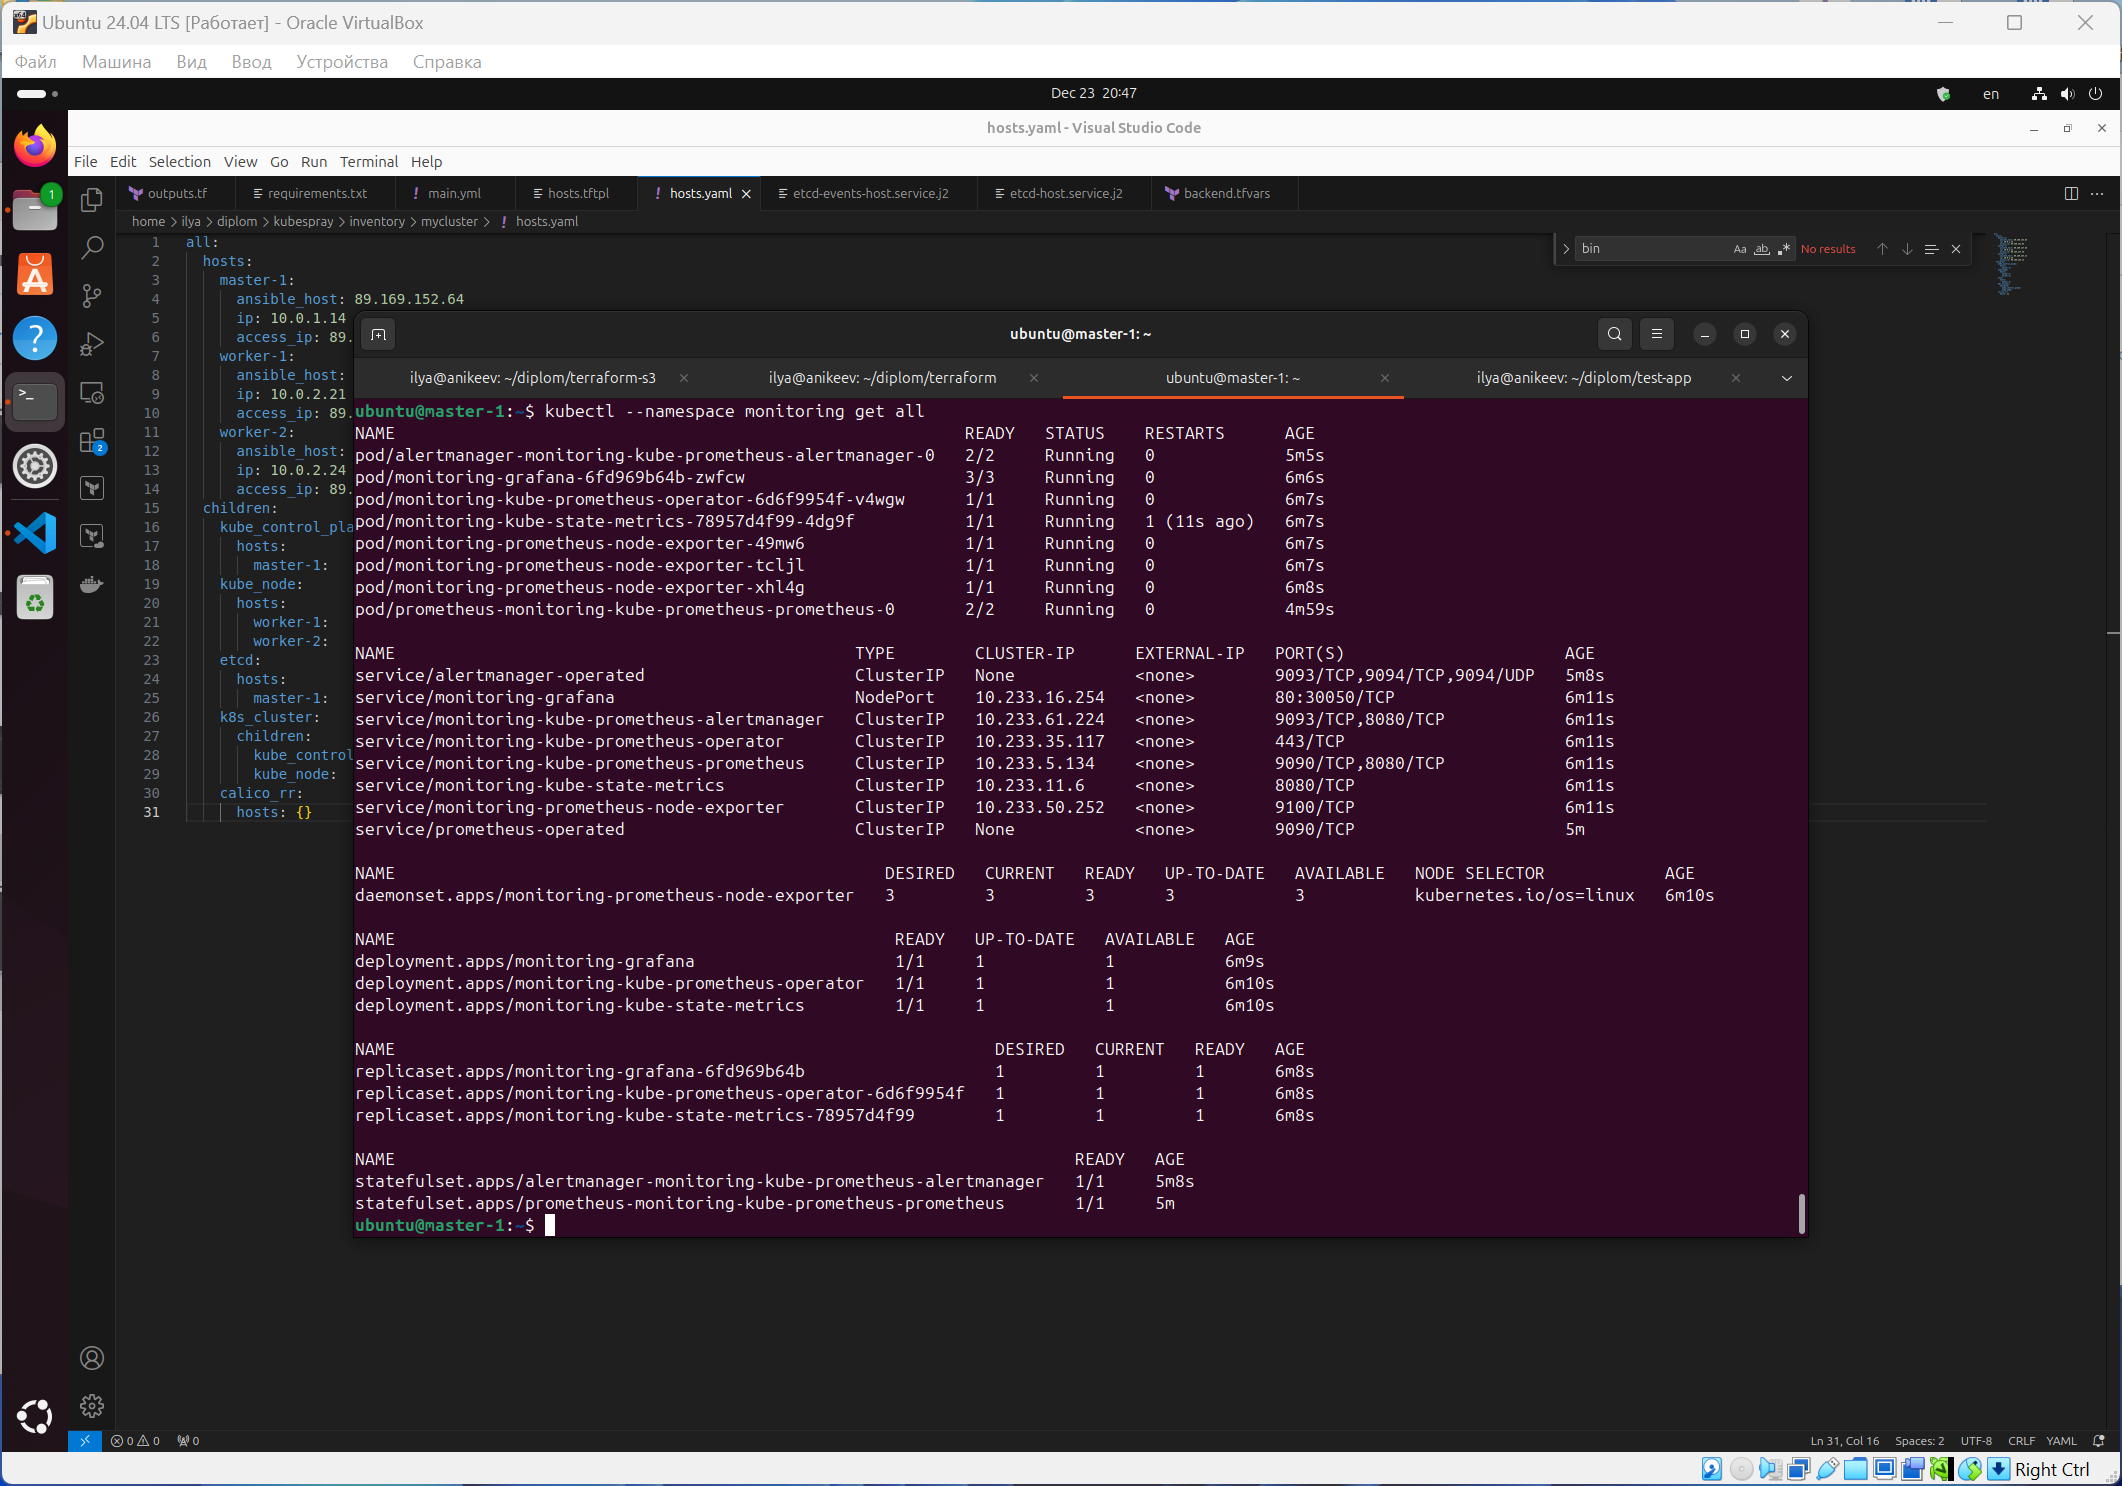 Ubuntu 24.04 LTS [Работает] - Oracle VirtualBox
Файл Машина Вид Ввод Устройства Справка
Dec 23 20:47
en
hosts.yaml - Visual Studio Code
File Edit Selection View Go Run Terminal Help
outputs.tf requirements.txt main.yml hosts.tftpl hosts.yaml etcd-events-host.service.j2 etcd-host.service.j2 backend.tfvars
home > ilya > diplom > kubespray > inventory > mycluster > ! hosts.yaml
bin
No results
1 all:
2 hosts:
3 master-1:
4 ansible_host: 89.169.152.64
5 ip: 10.0.1.14
6 access_ip: 89.
7 worker-1:
8 ansible_host:
9 ip: 10.0.2.21
10 access_ip: 89.
11 worker-2:
12 ansible_host:
13 ip: 10.0.2.24
14 access_ip: 89.
15 children:
16 kube_control_pla
17 hosts:
18 master-1:
19 kube_node:
20 hosts:
21 worker-1:
22 worker-2:
23 etcd:
24 hosts:
25 master-1:
26 k8s_cluster:
27 children:
28 kube_control
29 kube_node:
30 calico_rr:
31 hosts: {}
ubuntu@master-1: ~
ilya@anikeev: ~/diplom/terraform-s3 ilya@anikeev: ~/diplom/terraform ubuntu@master-1: ~ ilya@anikeev: ~/diplom/test-app
ubuntu@master-1:~$ kubectl --namespace monitoring get all
NAME READY STATUS RESTARTS AGE
pod/alertmanager-monitoring-kube-prometheus-alertmanager-0 2/2 Running 0 5m5s
pod/monitoring-grafana-6fd969b64b-zwfcw 3/3 Running 0 6m6s
pod/monitoring-kube-prometheus-operator-6d6f9954f-v4wgw 1/1 Running 0 6m7s
pod/monitoring-kube-state-metrics-78957d4f99-4dg9f 1/1 Running 1 (11s ago) 6m7s
pod/monitoring-prometheus-node-exporter-49mw6 1/1 Running 0 6m7s
pod/monitoring-prometheus-node-exporter-tcljl 1/1 Running 0 6m7s
pod/monitoring-prometheus-node-exporter-xhl4g 1/1 Running 0 6m8s
pod/prometheus-monitoring-kube-prometheus-prometheus-0 2/2 Running 0 4m59s
NAME TYPE CLUSTER-IP EXTERNAL-IP PORT(S) AGE
service/alertmanager-operated ClusterIP None <none> 9093/TCP,9094/TCP,9094/UDP 5m8s
service/monitoring-grafana NodePort 10.233.16.254 <none> 80:30050/TCP 6m11s
service/monitoring-kube-prometheus-alertmanager ClusterIP 10.233.61.224 <none> 9093/TCP,8080/TCP 6m11s
service/monitoring-kube-prometheus-operator ClusterIP 10.233.35.117 <none> 443/TCP 6m11s
service/monitoring-kube-prometheus-prometheus ClusterIP 10.233.5.134 <none> 9090/TCP,8080/TCP 6m11s
service/monitoring-kube-state-metrics ClusterIP 10.233.11.6 <none> 8080/TCP 6m11s
service/monitoring-prometheus-node-exporter ClusterIP 10.233.50.252 <none> 9100/TCP 6m11s
service/prometheus-operated ClusterIP None <none> 9090/TCP 5m
NAME DESIRED CURRENT READY UP-TO-DATE AVAILABLE NODE SELECTOR AGE
daemonset.apps/monitoring-prometheus-node-exporter 3 3 3 3 3 kubernetes.io/os=linux 6m10s
NAME READY UP-TO-DATE AVAILABLE AGE
deployment.apps/monitoring-grafana 1/1 1 1 6m9s
deployment.apps/monitoring-kube-prometheus-operator 1/1 1 1 6m10s
deployment.apps/monitoring-kube-state-metrics 1/1 1 1 6m10s
NAME DESIRED CURRENT READY AGE
replicaset.apps/monitoring-grafana-6fd969b64b 1 1 1 6m8s
replicaset.apps/monitoring-kube-prometheus-operator-6d6f9954f 1 1 1 6m8s
replicaset.apps/monitoring-kube-state-metrics-78957d4f99 1 1 1 6m8s
NAME READY AGE
statefulset.apps/alertmanager-monitoring-kube-prometheus-alertmanager 1/1 5m8s
statefulset.apps/prometheus-monitoring-kube-prometheus-prometheus 1/1 5m
ubuntu@master-1:~$
0 0 0
Ln 31, Col 16 Spaces: 2 UTF-8 CRLF YAML
Right Ctrl